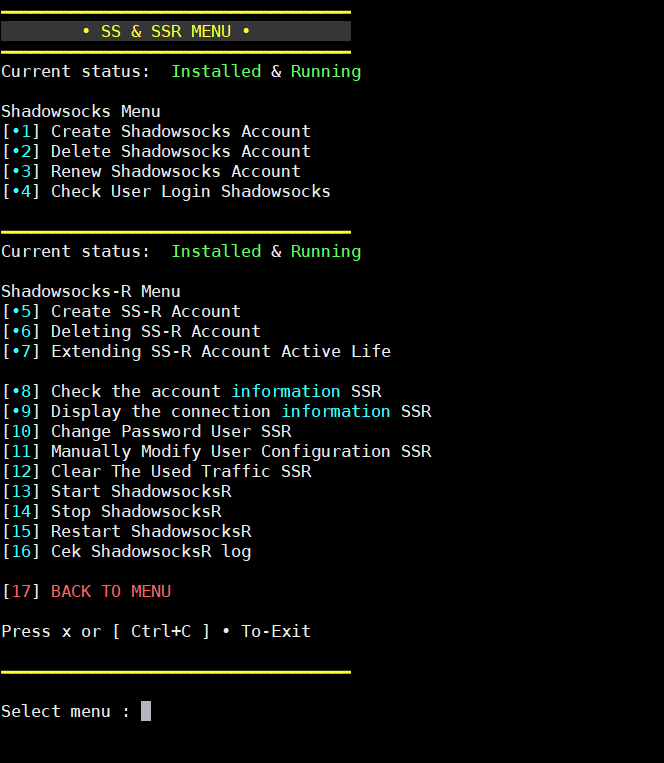 • SS & SSR MENU •
Current status:  Installed & Running
Shadowsocks Menu
[•1] Create Shadowsocks Account
[•2] Delete Shadowsocks Account
[•3] Renew Shadowsocks Account
[•4] Check User Login Shadowsocks
Current status:  Installed & Running
Shadowsocks-R Menu
[•5] Create SS-R Account
[•6] Deleting SS-R Account
[•7] Extending SS-R Account Active Life
[•8] Check the account information SSR
[•9] Display the connection information SSR
[10] Change Password User SSR
[11] Manually Modify User Configuration SSR
[12] Clear The Used Traffic SSR
[13] Start ShadowsocksR
[14] Stop ShadowsocksR
[15] Restart ShadowsocksR
[16] Cek ShadowsocksR log
[17] BACK TO MENU
Press x or [ Ctrl+C ] • To-Exit
Select menu :